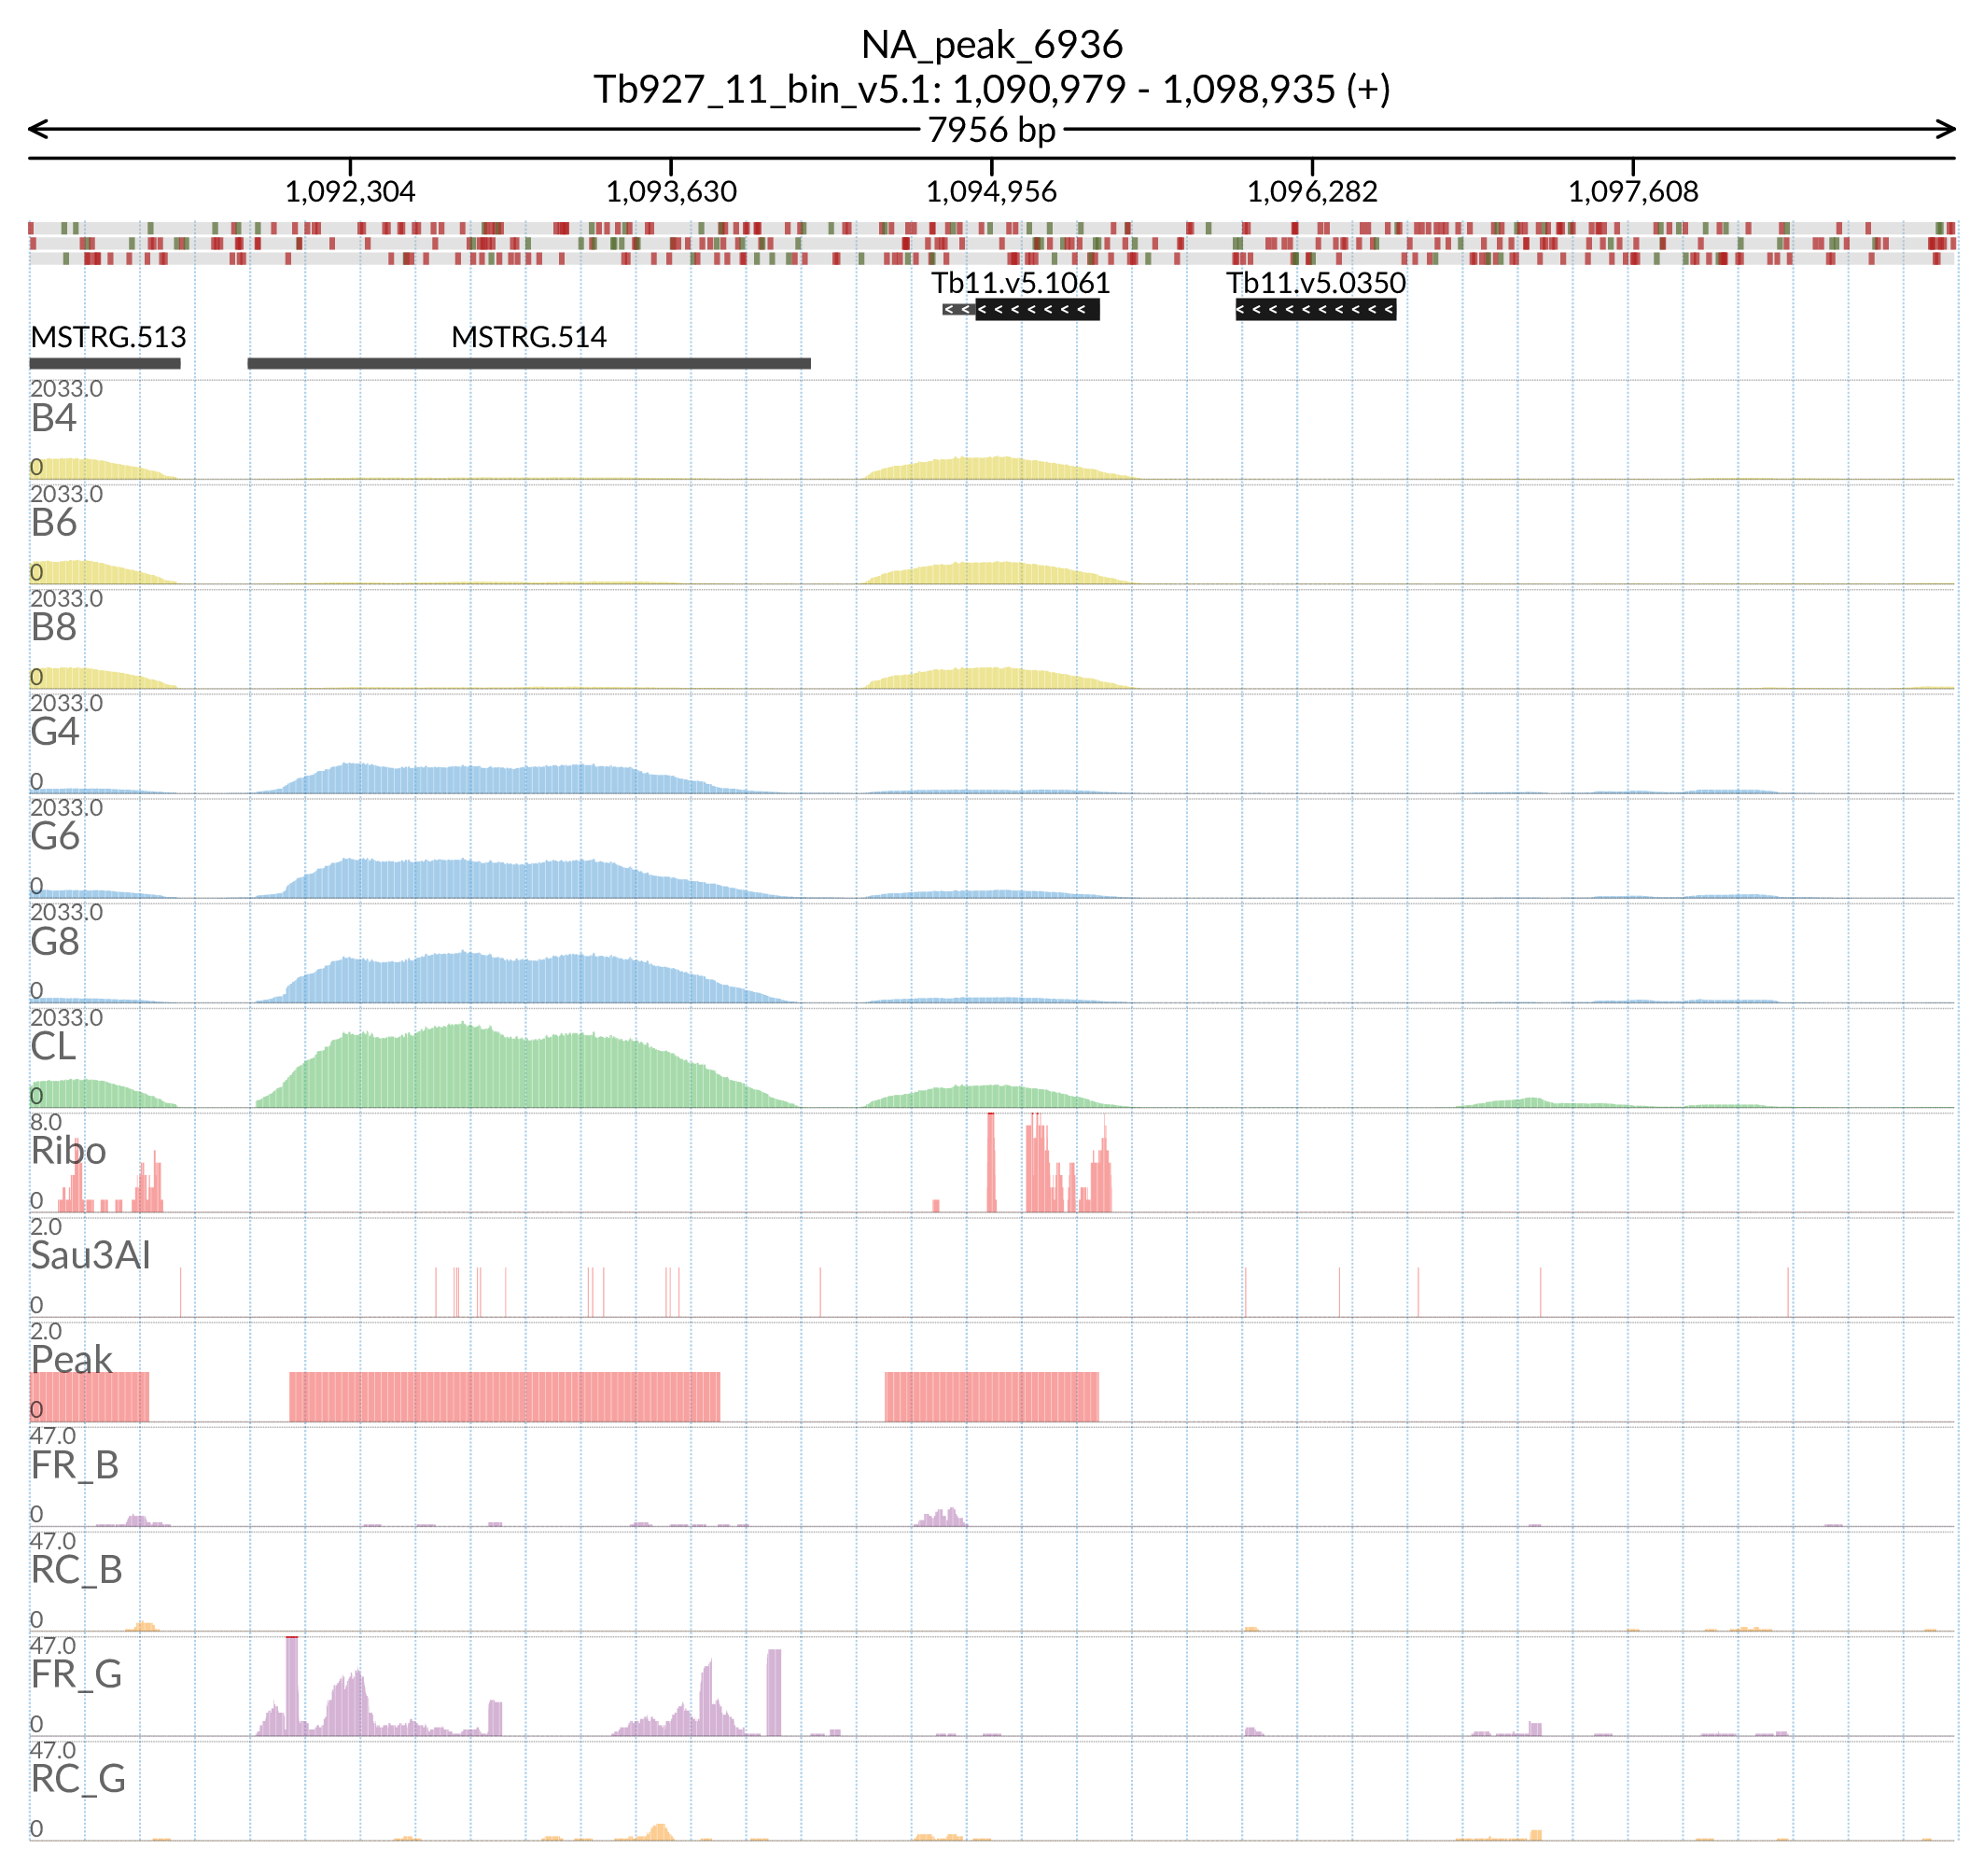 NA_peak_6936
Tb927_11_bin_v5.1: 1,090,979 - 1,098,935 (+)
7956 bp
1,092,304 1,093,630 1,094,956 1,096,282 1,097,608
Tb11.v5.1061 Tb11.v5.0350
MSTRG.513 MSTRG.514
2033.0
B4
0
2033.0
B6
0
2033.0
B8
0
2033.0
G4
0
2033.0
G6
0
2033.0
G8
0
2033.0
CL
0
8.0
Ribo
0
2.0
Sau3AI
0
2.0
Peak
0
47.0
FR_B
0
47.0
RC_B
0
47.0
FR_G
0
47.0
RC_G
0